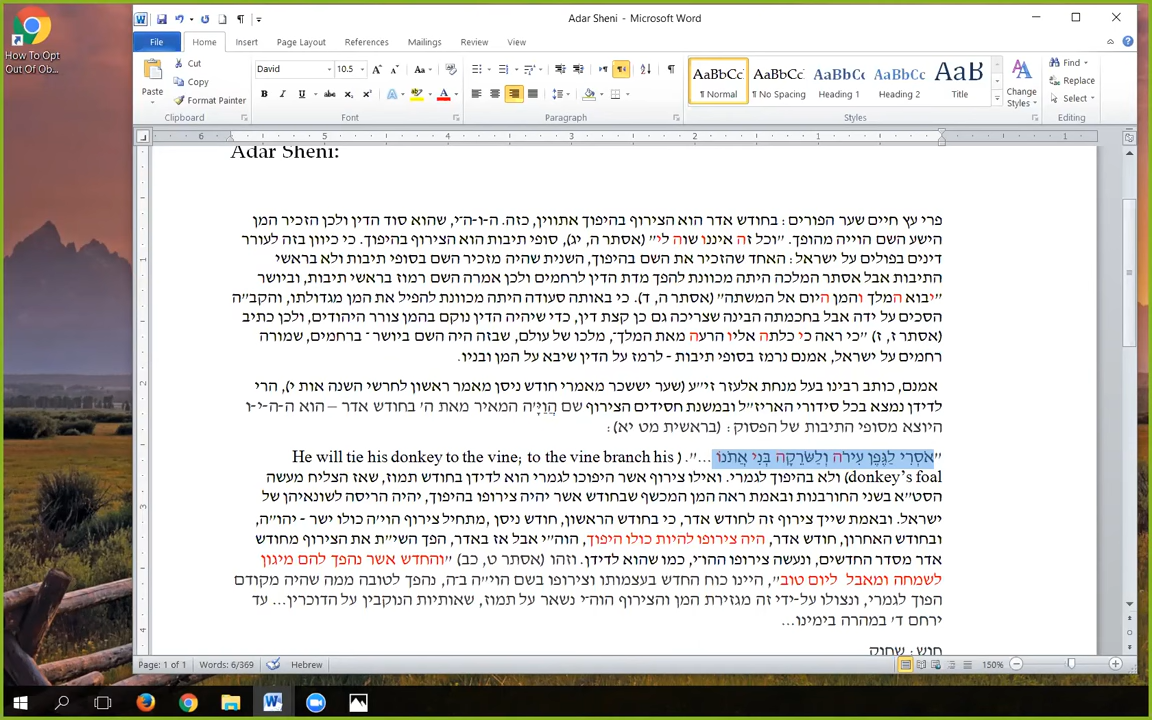 How To Opt
Out Of Ob...
Adar Sheni - Microsoft Word
File Home Insert Page Layout References Mailings Review View
Paste
Cut
Copy
Format Painter
Clipboard
David 10.5
Font
Paragraph
AaBbCc AaBbCc AaBbCc AaBbCc AaB
¶ Normal ¶ No Spacing Heading 1 Heading 2 Title
Change
Styles
Styles
Find
Replace
Select
Editing
Adar Sheni:
פרי עץ חיים שער הפורים : בחודש אדר הוא הצירוף בהיפוך אתווין, כזה. ה-ו-ה-י, שהוא סוד הדין ולכן הזכיר המן
הישע השם הוייה מהופך. "וכל זה איננו שוה לי" (אסתר ה, יג), סופי תיבות הוא הצירוף בהיפוך. כי כיוון בזה לעורר
דינים בפולים על ישראל : האחד שהזכיר את השם בהיפוך, השנית שהיה מזכיר השם בסופי תיבות ולא בראשי
התיבות אבל אסתר המלכה היתה מכוונת להפך מדת הדין לרחמים ולכן אמרה השם רמוז בראשי תיבות, וביושר
"יבוא המלך והמן היום אל המשתה" (אסתר ה, ד). כי באותה סעודה היתה מכוונת להפיל את המן מגדולתו, והקב"ה
הסכים על ידה אבל בחכמתה הבינה שצריכה גם כן קצת דין, כדי שיהיה הדין נוקם בהמן צורר היהודים, ולכן כתיב
(אסתר ז, ז) "כי ראה כי כלתה אליו הרעה מאת המלך", מלכו של עולם, שבזה היה השם ביושר - ברחמים, שמורה
רחמים על ישראל, אמנם נרמז בסופי תיבות - לרמז על הדין שיבא על המן ובניו.
אמנם, כותב רבינו בעל מנחת אלעזר זי"ע (שער יששכר מאמרי חודש ניסן מאמר ראשון לחרשי השנה אות י), הרי
לדידן נמצא בכל סידורי האריז"ל ובמשנת חסידים הצירוף שם הֲוַיָּ"ה המאיר מאת ה' בחודש אדר – הוא ה-ה-י-ו
היוצא מסופי התיבות של הפסוק : (בראשית מט יא):
"אֹסְרִי לַגֶּפֶן עִירֹה וְלַשֹּׂרֵקָה בְּנִי אֲתֹנוֹ ...". ( He will tie his donkey to the vine; to the vine branch his
donkey's foal) ולא בהיפוך לגמרי. ואילו צירוף אשר היפוכו לגמרי הוא לדידן בחודש תמוז, שאז הצליח מעשה
הסט"א בשני החורבנות ובאמת ראה המן המכשף שבחודש אשר יהיה צירופו בהיפוך, יהיה הריסה לשונאיהן של
ישראל. ובאמת שייך צירוף זה לחודש אדר, כי בחודש הראשון, חודש ניסן ,מתחיל צירוף הוי"ה כולו ישר - יהו"ה,
ובחודש האחרון, חודש אדר, היה צירופו להיות כולו היפוך, הוה"י אבל אז באדר, הפך השי"ת את הצירוף מחודש
אדר מסדר החדשים, ונעשה צירופו ההו"י, כמו שהוא לדידן. וזהו (אסתר ט, כב) "והחדש אשר נהפך להם מיגון
לשמחה ומאבל ליום טוב", היינו כוח החדש בעצמותו וצירופו בשם הוי"ה ב"ה, נהפך לטובה ממה שהיה מקודם
הפוך לגמרי, ונצולו על-ידי זה מגזירת המן והצירוף הוה"י נשאר על תמוז, שאותיות הנוקבין על הדוכרין... עד
ירחם ד' במהרה בימינו...
חוש : שחוק
Page: 1 of 1 Words: 6/369 Hebrew 150%